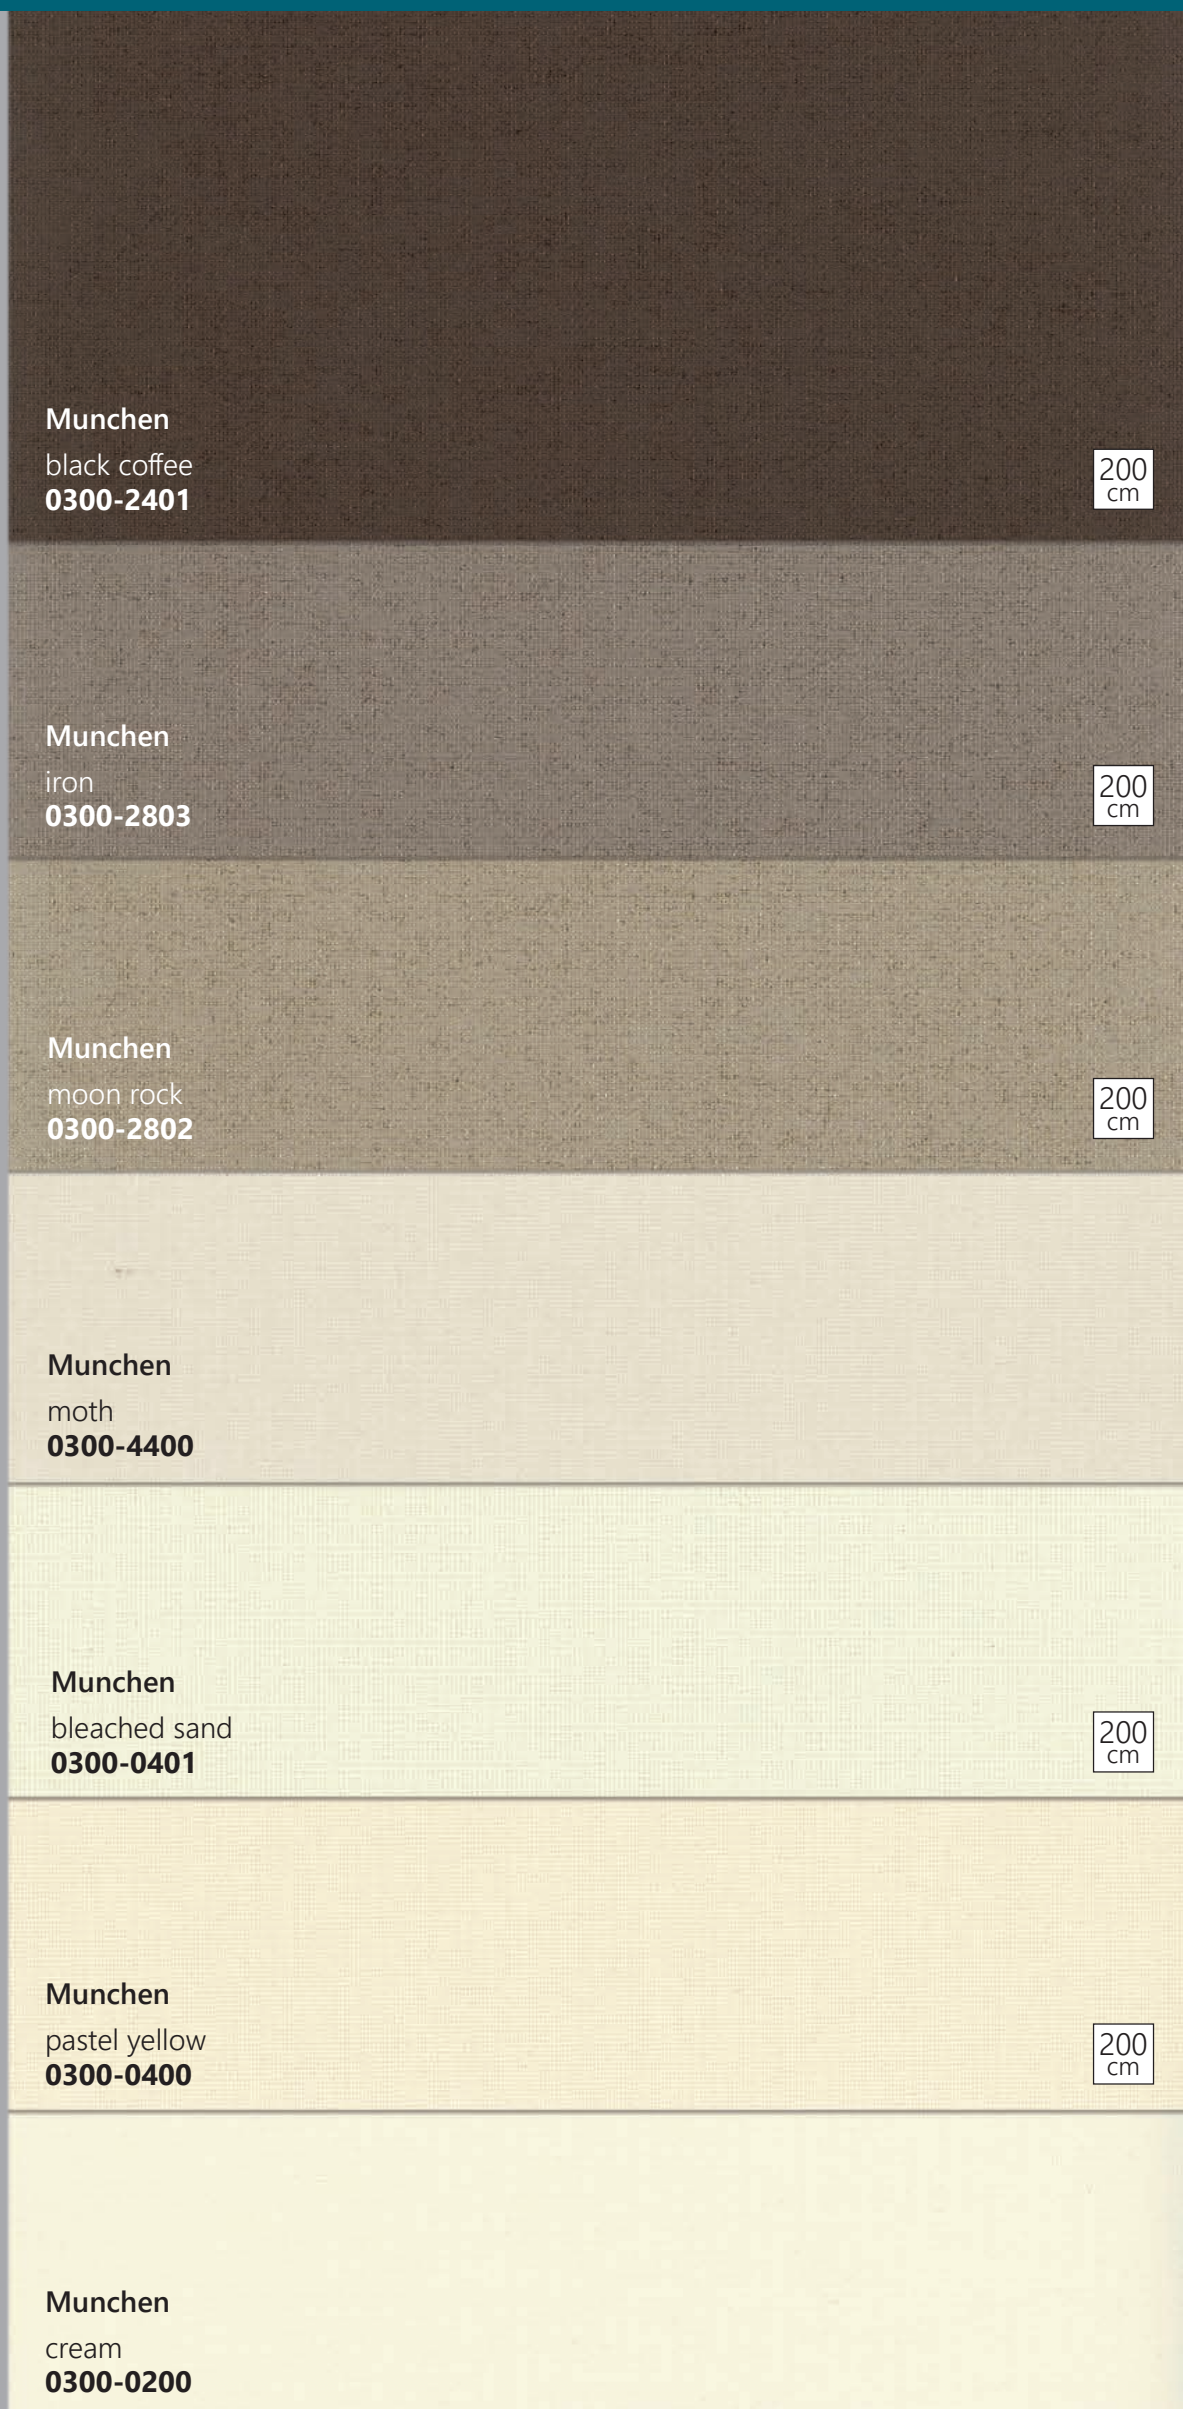 Munchen
black coffee
0300-2401
200
cm
Munchen
iron
0300-2803
200
cm
Munchen
moon rock
0300-2802
200
cm
Munchen
moth
0300-4400
Munchen
bleached sand
0300-0401
200
cm
Munchen
pastel yellow
0300-0400
200
cm
Munchen
cream
0300-0200